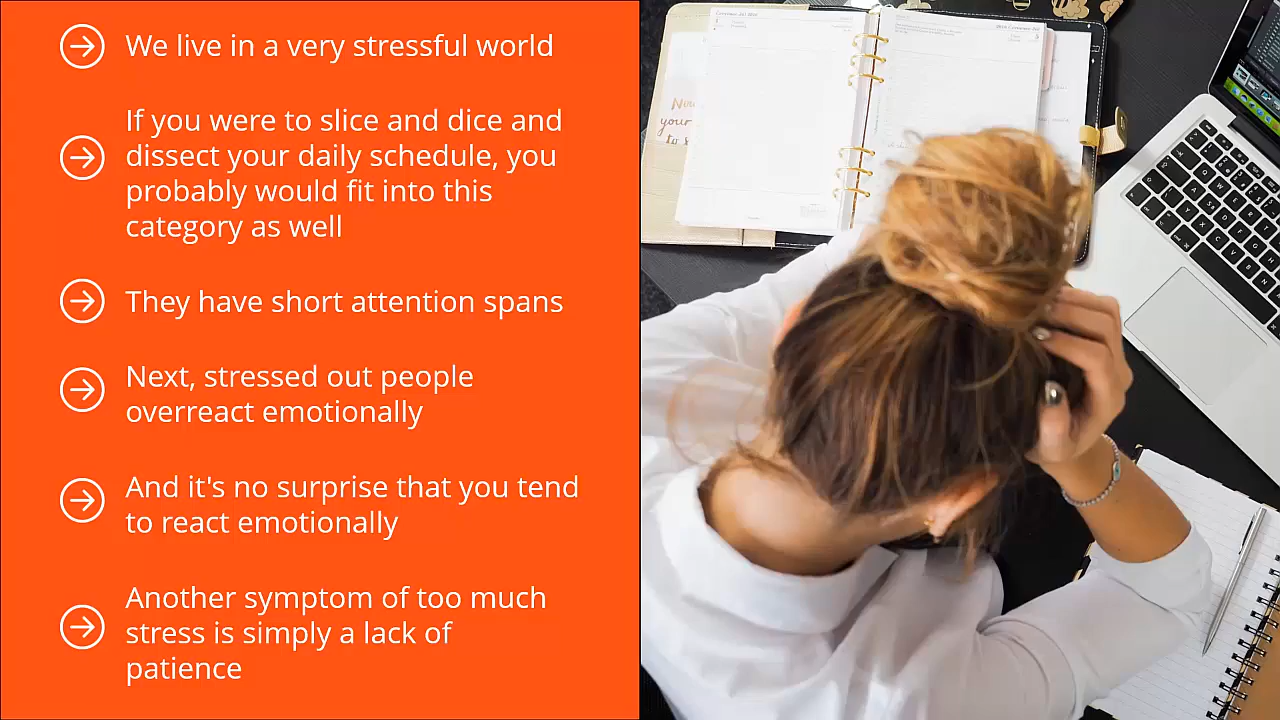 We live in a very stressful world
If you were to slice and dice and
dissect your daily schedule, you
probably would fit into this
category as well
They have short attention spans
Next, stressed out people
overreact emotionally
And it's no surprise that you tend
to react emotionally
Another symptom of too much
stress is simply a lack of
patience
your